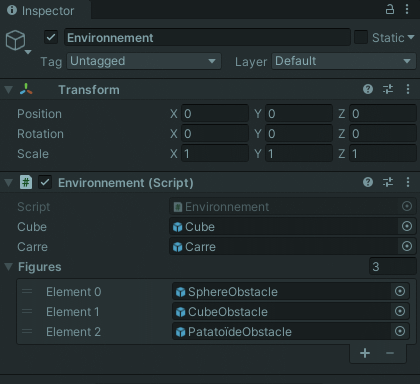 Inspector
Environnement
Static
Tag Untagged Layer Default
Transform
Position X 0 Y 0 Z 0
Rotation X 0 Y 0 Z 0
Scale X 1 Y 1 Z 1
# Environnement (Script)
Script # Environnement
Cube Cube
Carre Carre
Figures 3
Element 0 SphereObstacle
Element 1 CubeObstacle
Element 2 PatatoïdeObstacle
+ −